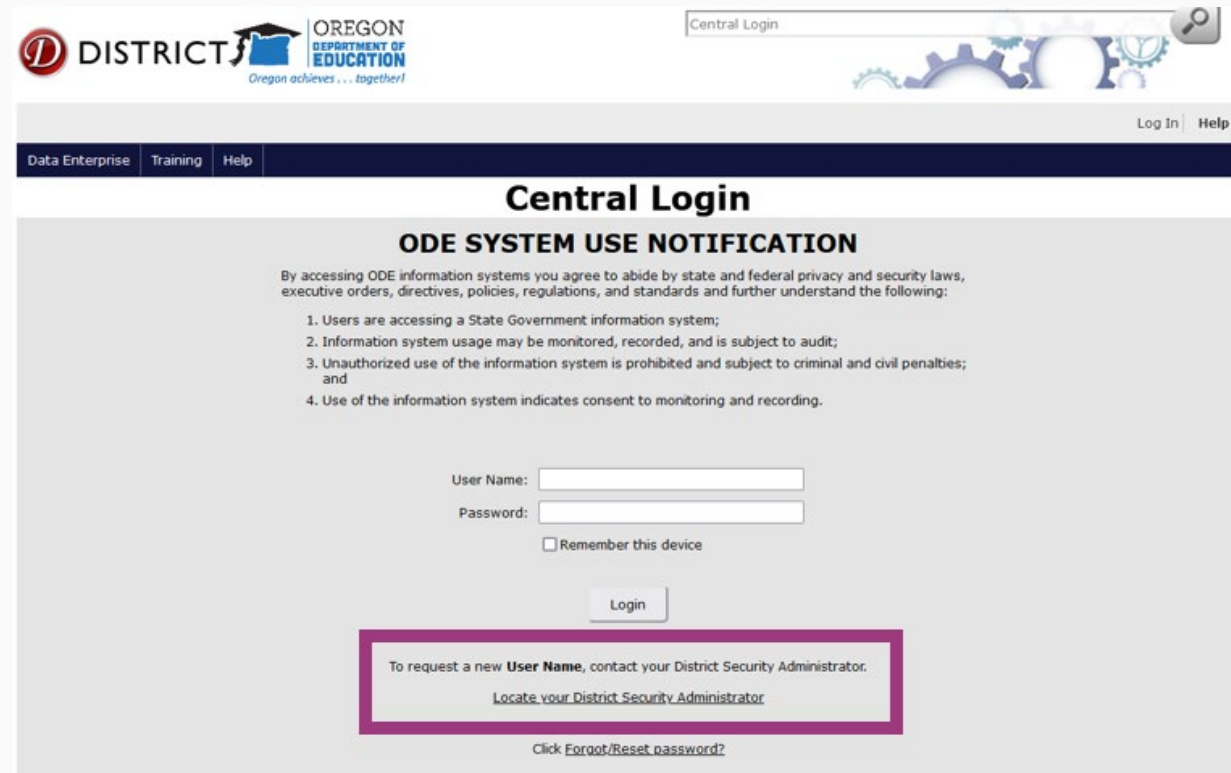 DISTRICT
OREGON
DEPARTMENT OF
EDUCATION
Oregon achieves . . . together!
Central Login
Log In Help
Data Enterprise Training Help
Central Login
ODE SYSTEM USE NOTIFICATION
By accessing ODE information systems you agree to abide by state and federal privacy and security laws,
executive orders, directives, policies, regulations, and standards and further understand the following:
1. Users are accessing a State Government information system;
2. Information system usage may be monitored, recorded, and is subject to audit;
3. Unauthorized use of the information system is prohibited and subject to criminal and civil penalties;
and
4. Use of the information system indicates consent to monitoring and recording.
User Name:
Password:
Remember this device
Login
To request a new User Name, contact your District Security Administrator.
Locate your District Security Administrator
Click Forgot/Reset password?